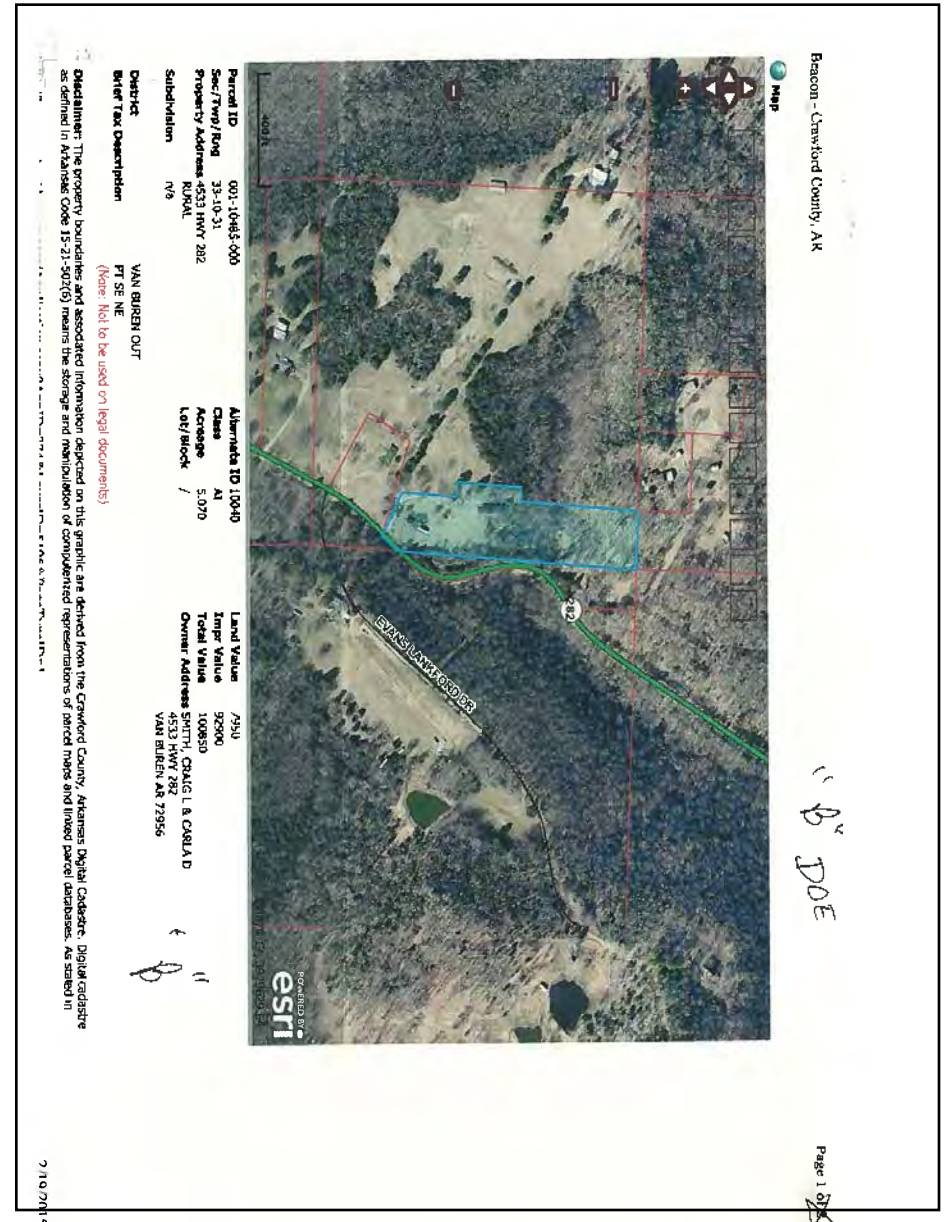 Beacon - Crawford County, AR
Page 1 of
" B" DOE
Map
282
EVANS LANKFORD DR
400 ft
POWERED BY
esri
Parcel ID 001-10485-000 Alternate ID 10040 Land Value 7950
Sec/Twp/Rng 33-10-31 Class AI Impr Value 92900
Property Address 4533 HWY 282 Acreage 5.070 Total Value 100850
RURAL Lot/Block / Owner Address SMITH, CRAIG L & CARLA D
Subdivision n/a 4533 HWY 282
VAN BUREN AR 72956
District VAN BUREN OUT
Brief Tax Description PT SE NE
(Note: Not to be used on legal documents)
" B
Disclaimer: The property boundaries and associated information depicted on this graphic are derived from the Crawford County, Arkansas Digital Cadastre. Digital cadastre
as defined in Arkansas Code 15-21-502(6) means the storage and manipulation of computerized representations of parcel maps and linked parcel databases. As stated in